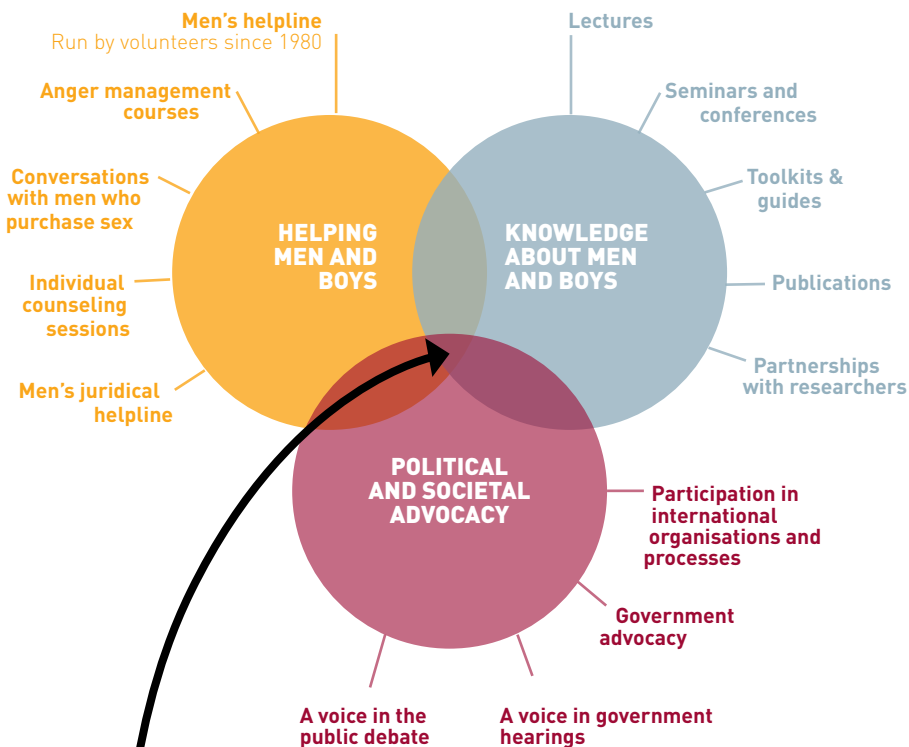 Men's helpline
Run by volunteers since 1980
Anger management
courses
Conversations
with men who
purchase sex
Individual
counseling
sessions
Men's juridical
helpline
HELPING
MEN AND
BOYS
Lectures
Seminars and
conferences
Toolkits &
guides
Publications
Partnerships
with researchers
KNOWLEDGE
ABOUT MEN
AND BOYS
POLITICAL
AND SOCIETAL
ADVOCACY
Participation in
international
organisations and
processes
Government
advocacy
A voice in the
public debate
A voice in government
hearings